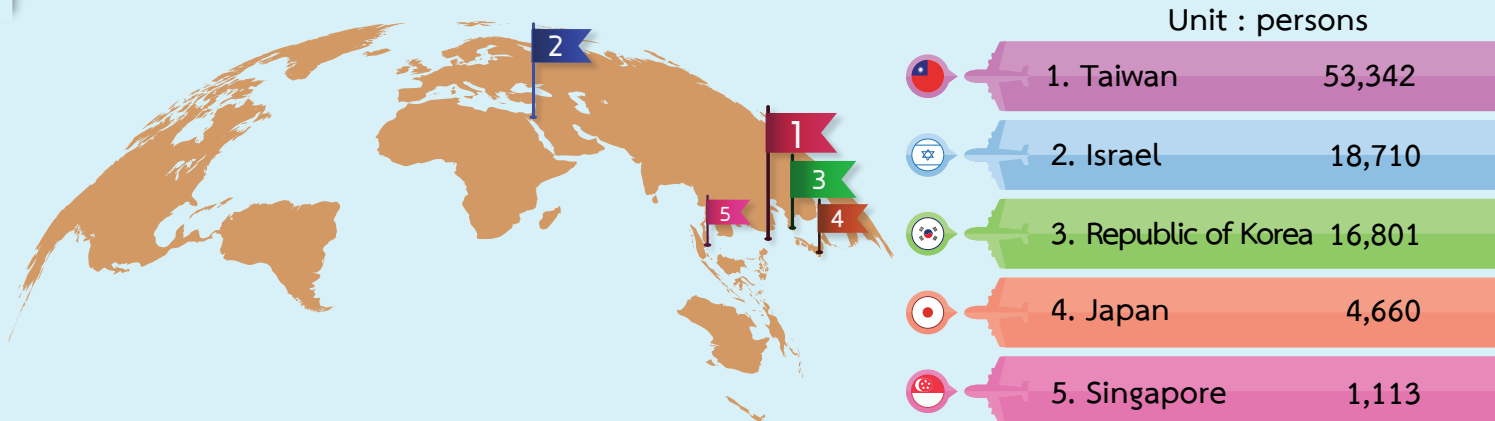 Unit : persons
1. Taiwan 53,342
2. Israel 18,710
3. Republic of Korea 16,801
4. Japan 4,660
5. Singapore 1,113
2
1
3
5
4